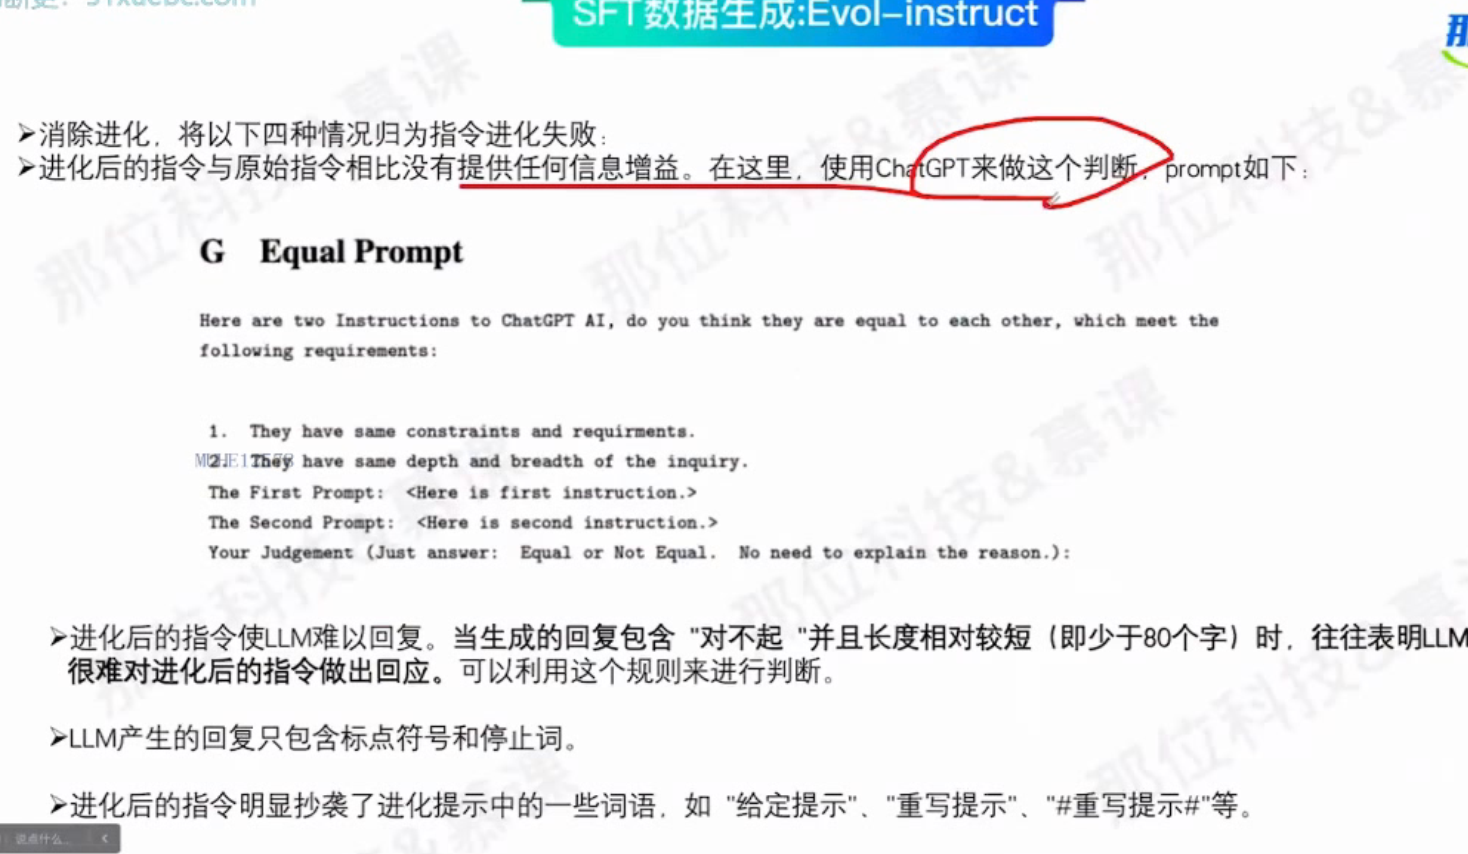 SFT数据生成:Evol-instruct
➢消除进化，将以下四种情况归为指令进化失败：
➢进化后的指令与原始指令相比没有提供任何信息增益。在这里，使用ChatGPT来做这个判断，prompt如下：
G Equal Prompt
Here are two Instructions to ChatGPT AI, do you think they are equal to each other, which meet the
following requirements:
1. They have same constraints and requirments.
2. They have same depth and breadth of the inquiry.
The First Prompt: <Here is first instruction.>
The Second Prompt: <Here is second instruction.>
Your Judgement (Just answer: Equal or Not Equal. No need to explain the reason.):
➢进化后的指令使LLM难以回复。当生成的回复包含 "对不起 "并且长度相对较短（即少于80个字）时，往往表明LLM
很难对进化后的指令做出回应。可以利用这个规则来进行判断。
➢LLM产生的回复只包含标点符号和停止词。
➢进化后的指令明显抄袭了进化提示中的一些词语，如 "给定提示"、"重写提示"、"#重写提示#"等。
说点什么...
那位科技&慕课